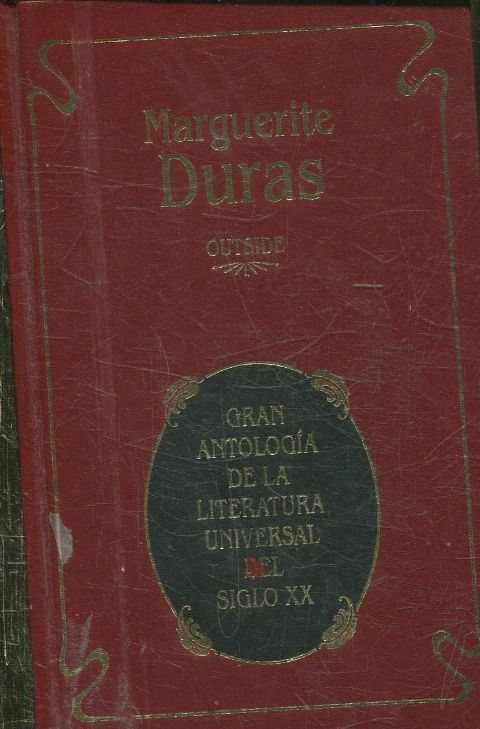 Marguerite
Duras
OUTSIDE
GRAN
ANTOLOGÍA
DE LA
LITERATURA
UNIVERSAL
DEL
SIGLO XX